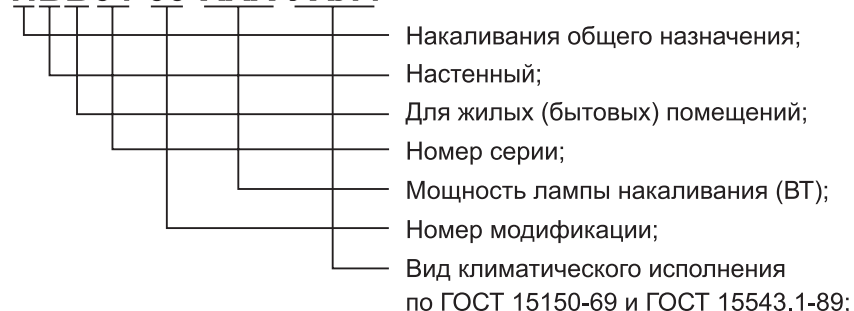 Накаливания общего назначения;
Настенный;
Для жилых (бытовых) помещений;
Номер серии;
Мощность лампы накаливания (ВТ);
Номер модификации;
Вид климатического исполнения
по ГОСТ 15150-69 и ГОСТ 15543.1-89: